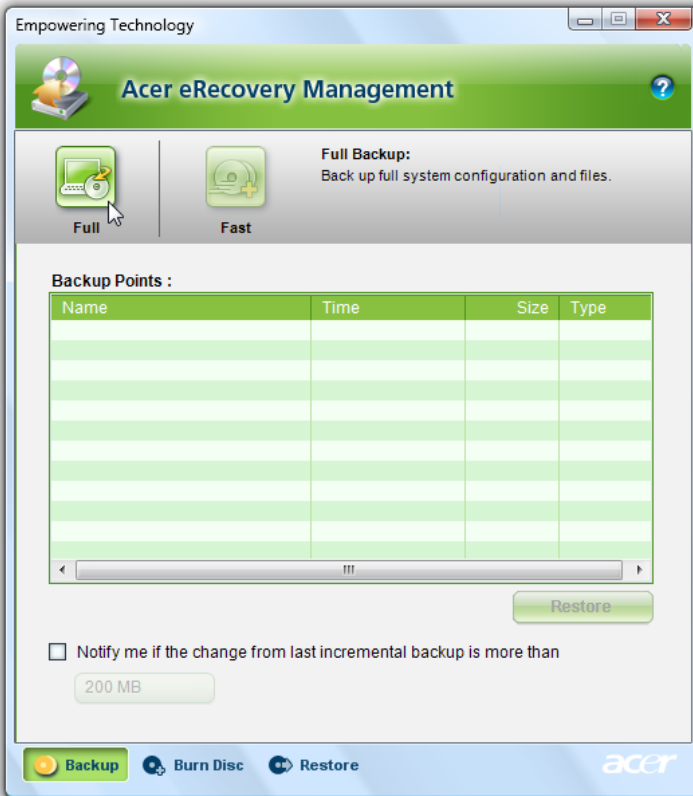 Empowering Technology
Acer eRecovery Management
?
Full
Fast
Full Backup:
Back up full system configuration and files.
Backup Points :
Name Time Size Type
Restore
Notify me if the change from last incremental backup is more than
200 MB
Backup Burn Disc Restore
acer